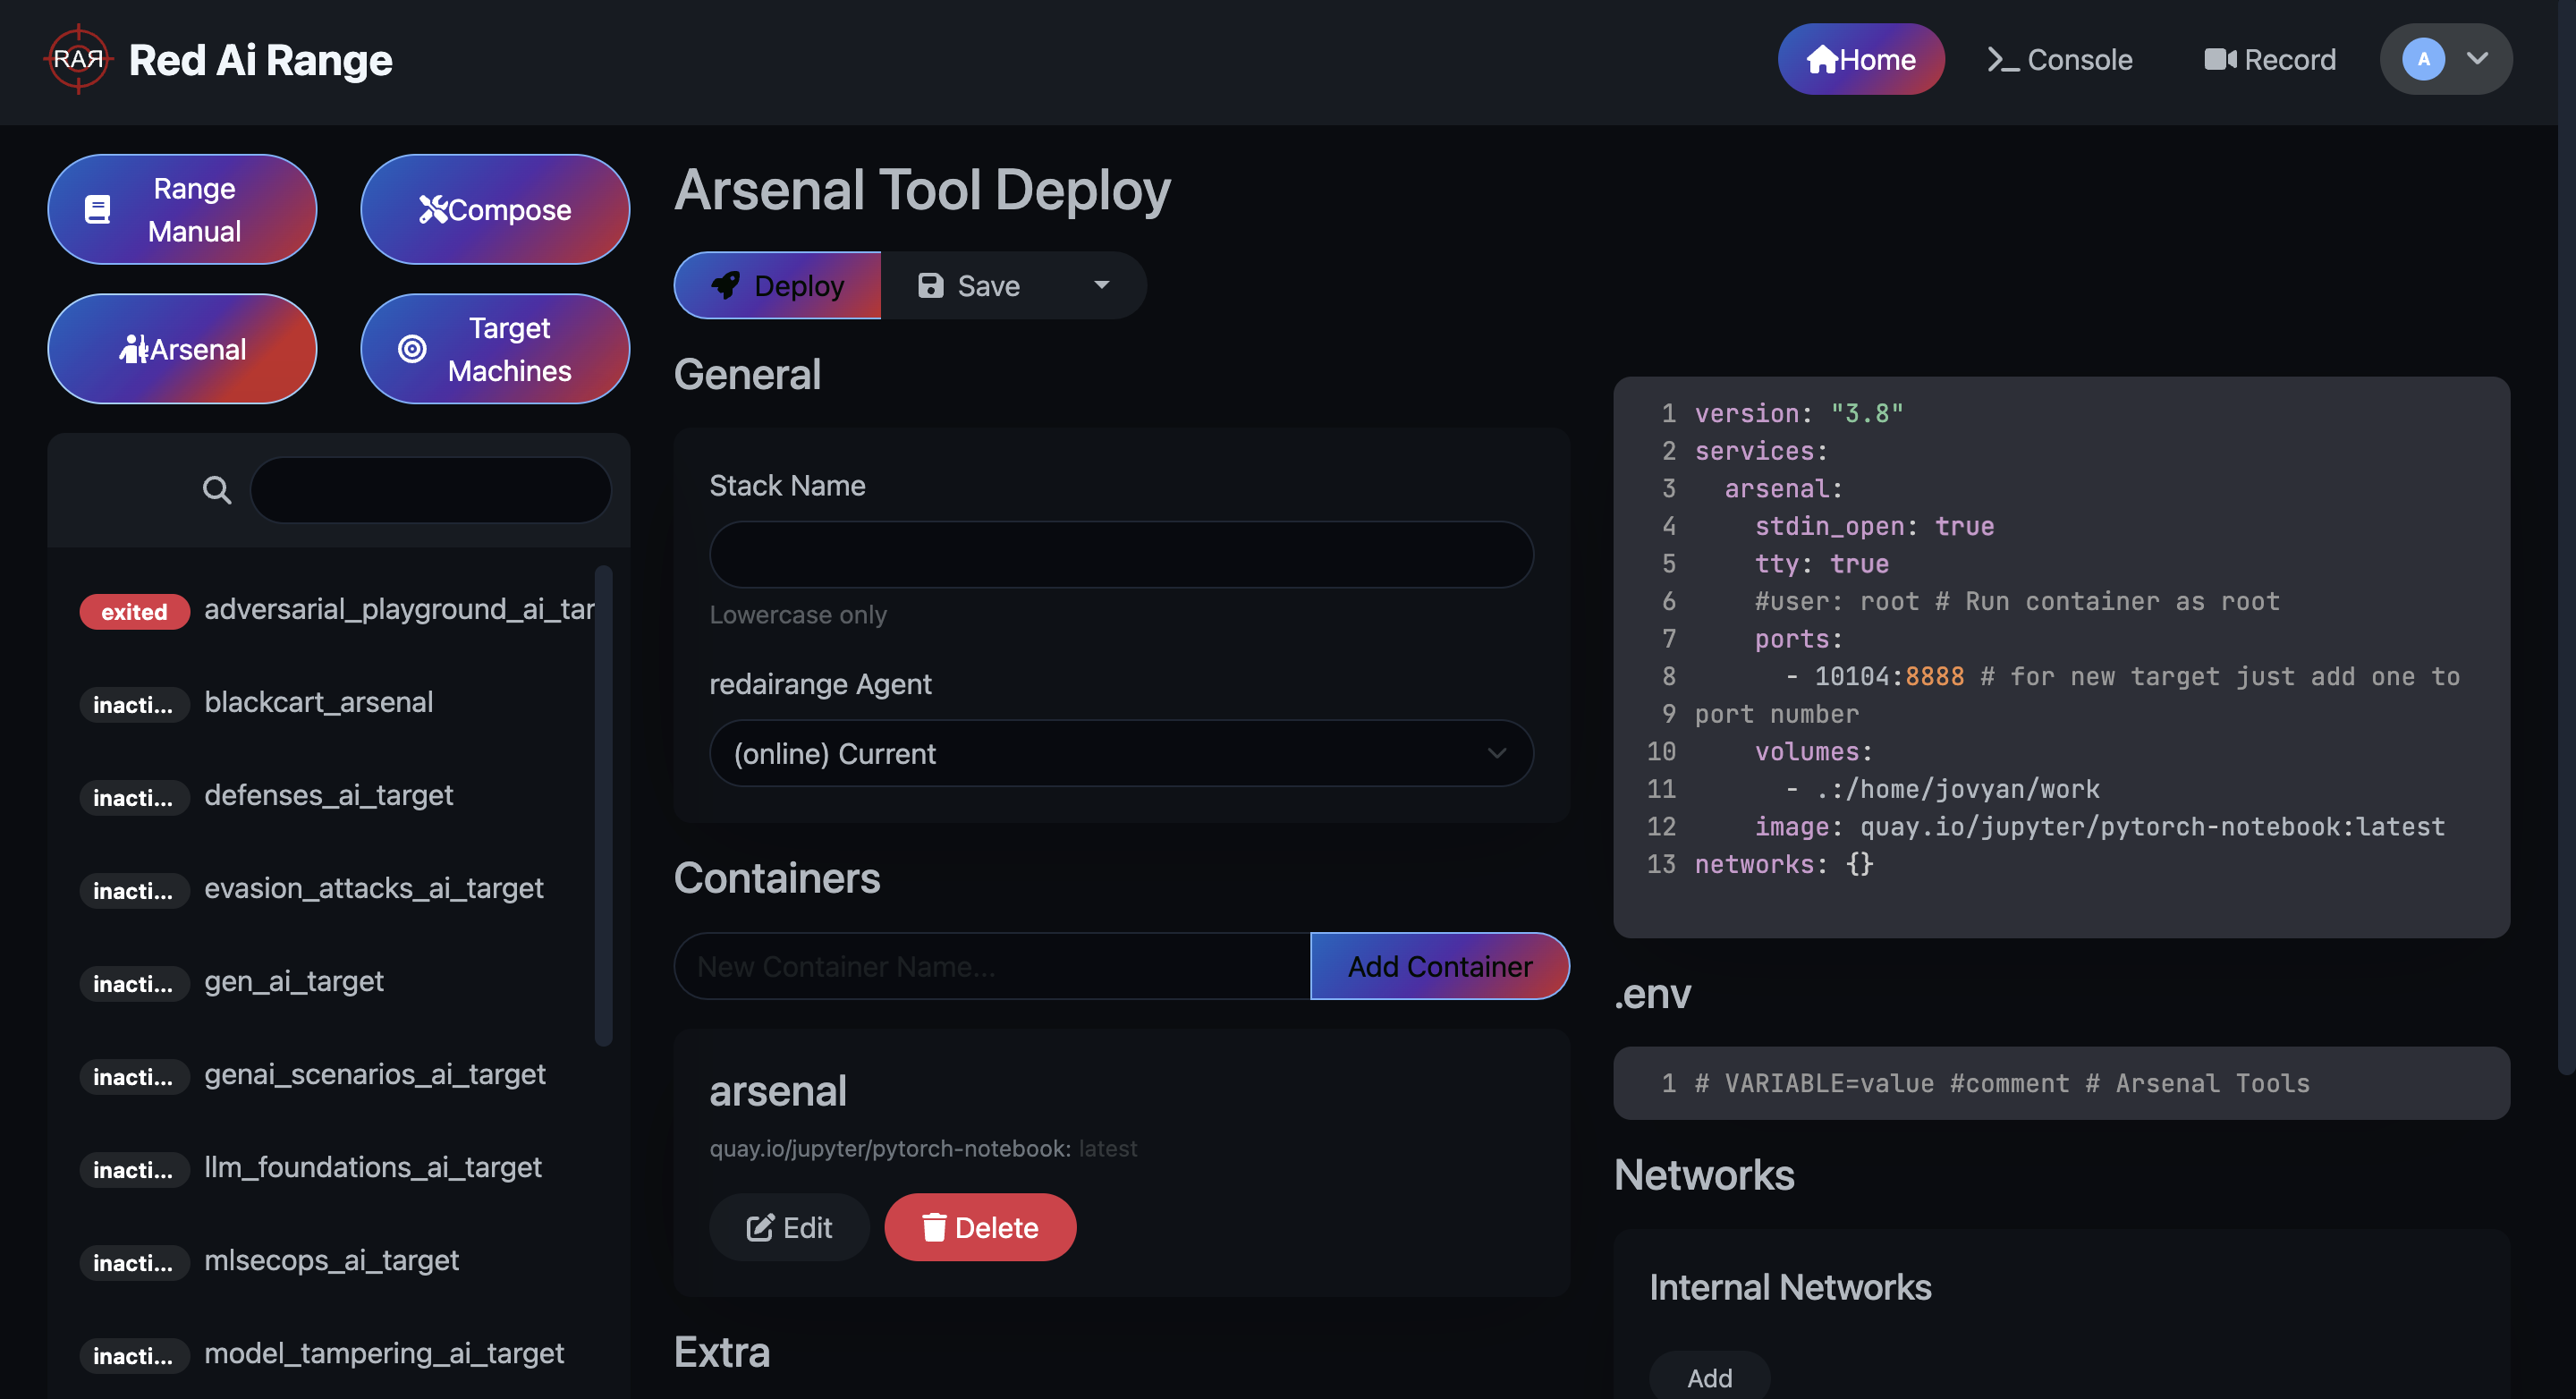 RAR
Red Ai Range
Home
Console
Record
A
Range
Manual
Compose
Arsenal
Target
Machines
exited adversarial_playground_ai_tar
inacti... blackcart_arsenal
inacti... defenses_ai_target
inacti... evasion_attacks_ai_target
inacti... gen_ai_target
inacti... genai_scenarios_ai_target
inacti... llm_foundations_ai_target
inacti... mlsecops_ai_target
inacti... model_tampering_ai_target
Arsenal Tool Deploy
Deploy
Save
General
Stack Name
Lowercase only
redairange Agent
(online) Current
Containers
New Container Name...
Add Container
arsenal
quay.io/jupyter/pytorch-notebook: latest
Edit
Delete
Extra
1 version: "3.8"
2 services:
3 arsenal:
4 stdin_open: true
5 tty: true
6 #user: root # Run container as root
7 ports:
8 - 10104:8888 # for new target just add one to
9 port number
10 volumes:
11 - .:/home/jovyan/work
12 image: quay.io/jupyter/pytorch-notebook:latest
13 networks: {}
.env
1 # VARIABLE=value #comment # Arsenal Tools
Networks
Internal Networks
Add